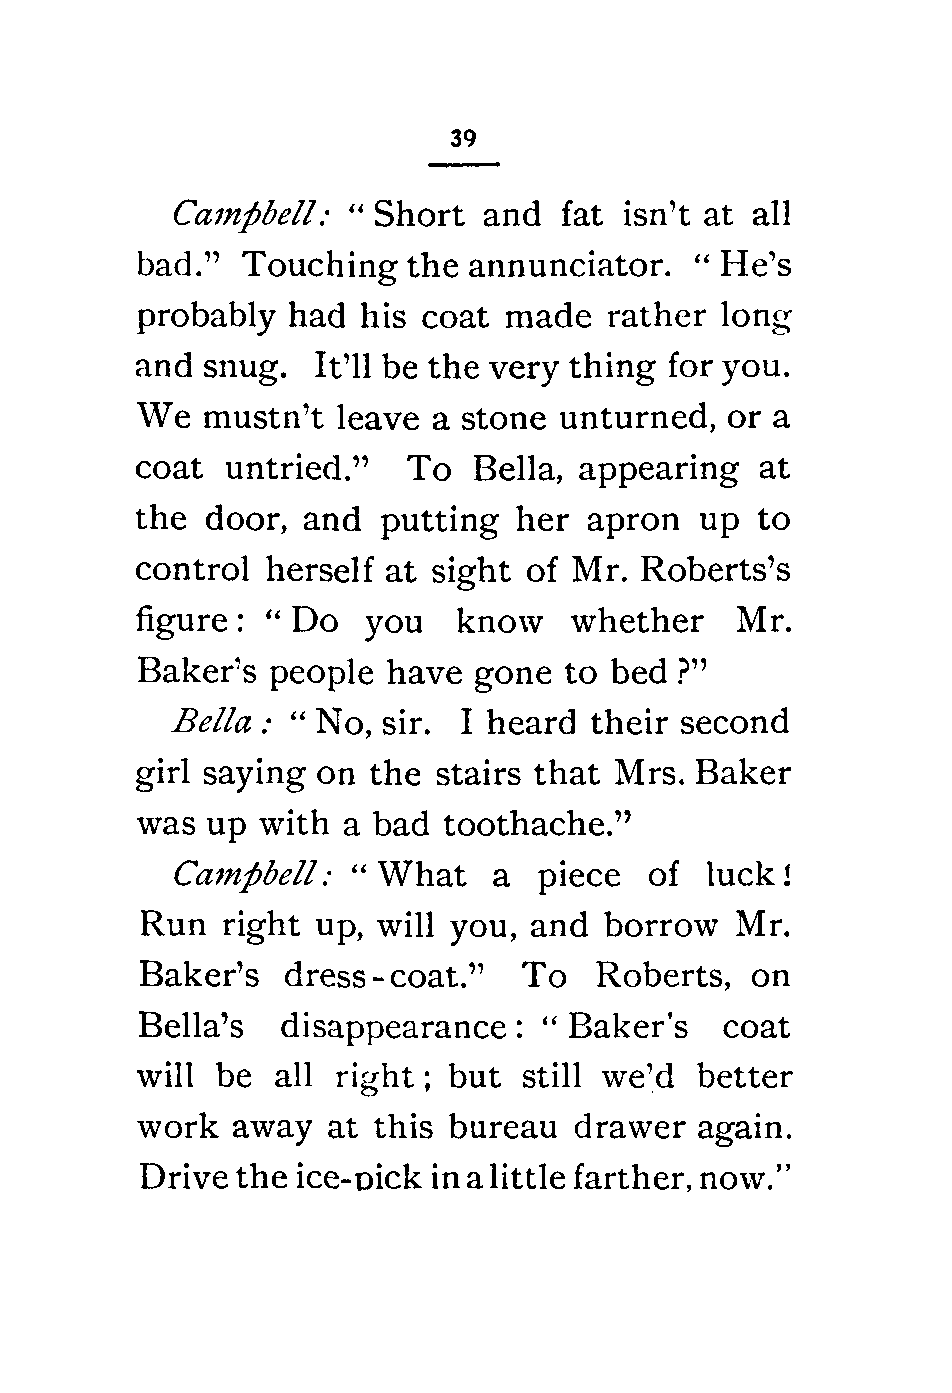 39
Campbell: “Short and fat isn’t at all
bad.” Touching the annunciator. “He’s
probably had his coat made rather long
and snug. It’ll be the very thing for you.
We mustn’t leave a stone unturned, or a
coat untried.” To Bella, appearing at
the door, and putting her apron up to
control herself at sight of Mr. Roberts’s
figure: “Do you know whether Mr.
Baker’s people have gone to bed?”
Bella: “No, sir. I heard their second
girl saying on the stairs that Mrs. Baker
was up with a bad toothache.”
Campbell: “What a piece of luck!
Run right up, will you, and borrow Mr.
Baker’s dress-coat.” To Roberts, on
Bella’s disappearance: “Baker’s coat
will be all right; but still we’d better
work away at this bureau drawer again.
Drive the ice-pick in a little farther, now.”